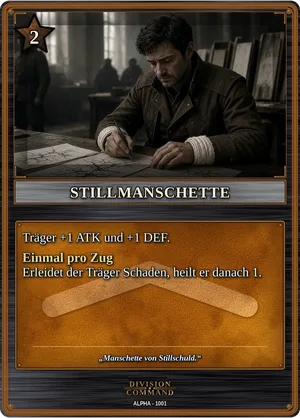 2
STILLMANSCHETTE
Träger +1 ATK und +1 DEF.
Einmal pro Zug
Erleidet der Träger Schaden, heilt er danach 1.
„Manschette von Stillschuld.”
DIVISION
COMMAND
ALPHA - 1001